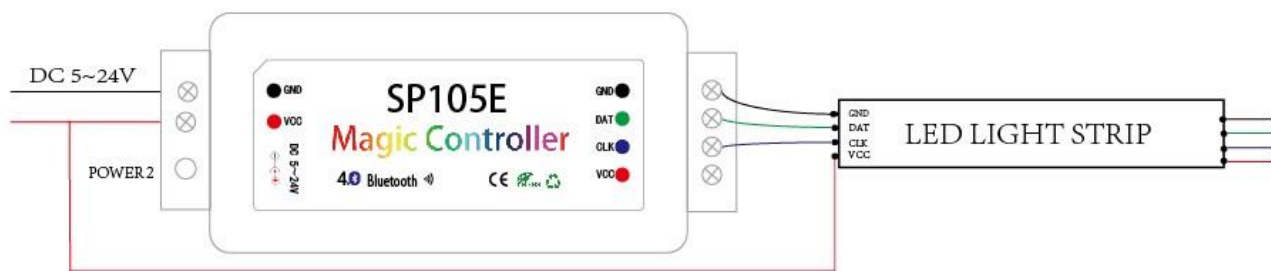 DC 5~24V
POWER 2
GND
VCC
DC 5~24V
SP105E
Magic Controller
4.0 Bluetooth
CE
GND
DAT
CLK
VCC
GND
DAT
CLK
VCC
LED LIGHT STRIP